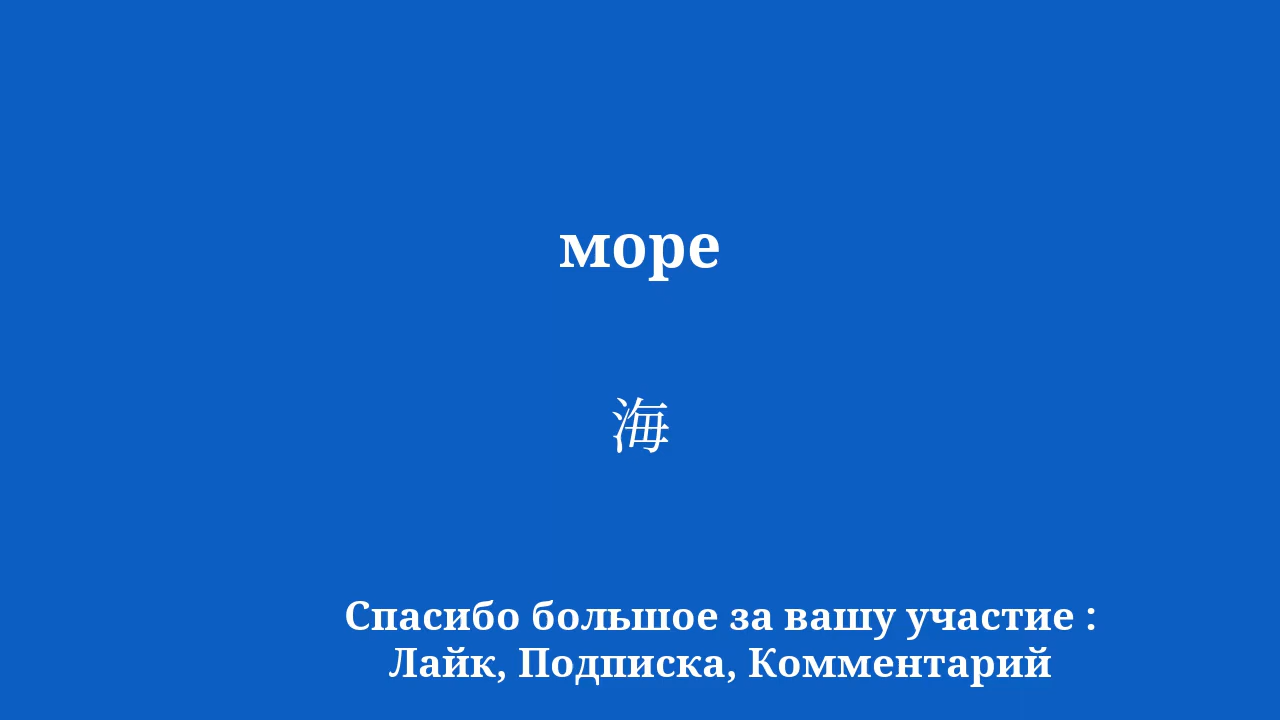 море
海
Спасибо большое за вашу участие :
Лайк, Подписка, Комментарий